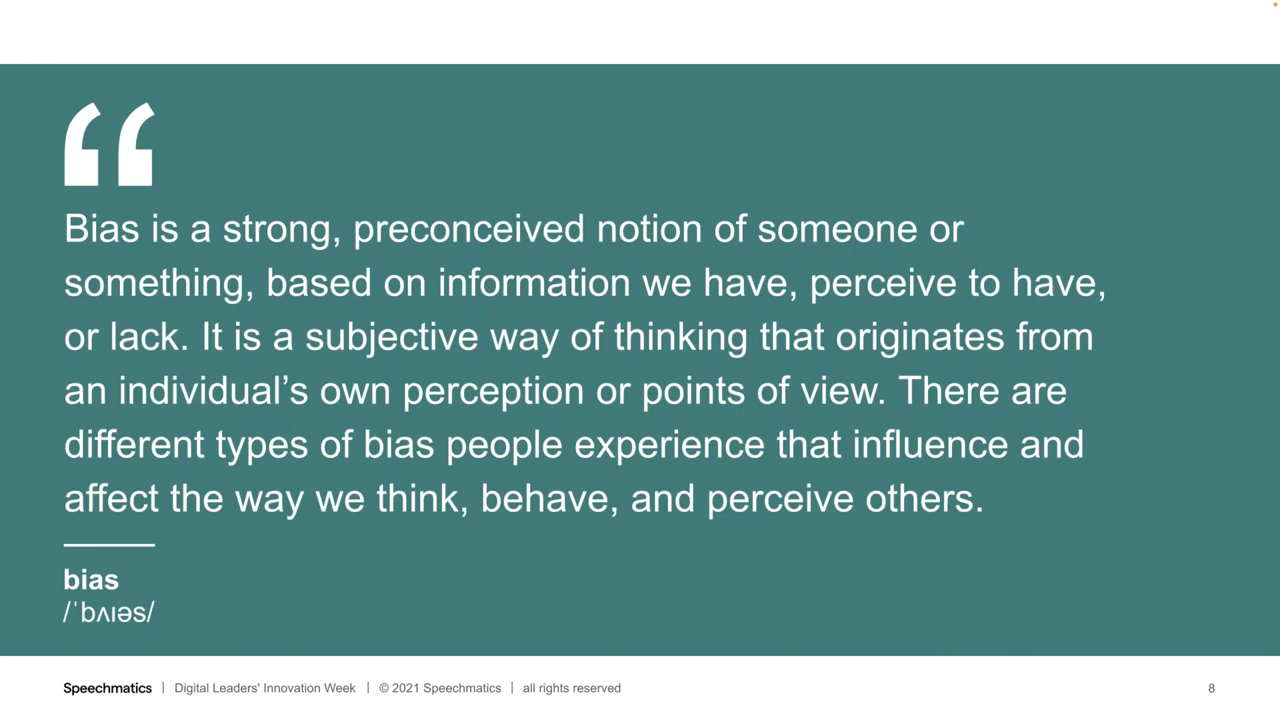 Bias is a strong, preconceived notion of someone or
something, based on information we have, perceive to have,
or lack. It is a subjective way of thinking that originates from
an individual’s own perception or points of view. There are
different types of bias people experience that influence and
affect the way we think, behave, and perceive others.
bias
/ˈbʌɪəs/
Speechmatics | Digital Leaders' Innovation Week | © 2021 Speechmatics | all rights reserved 8